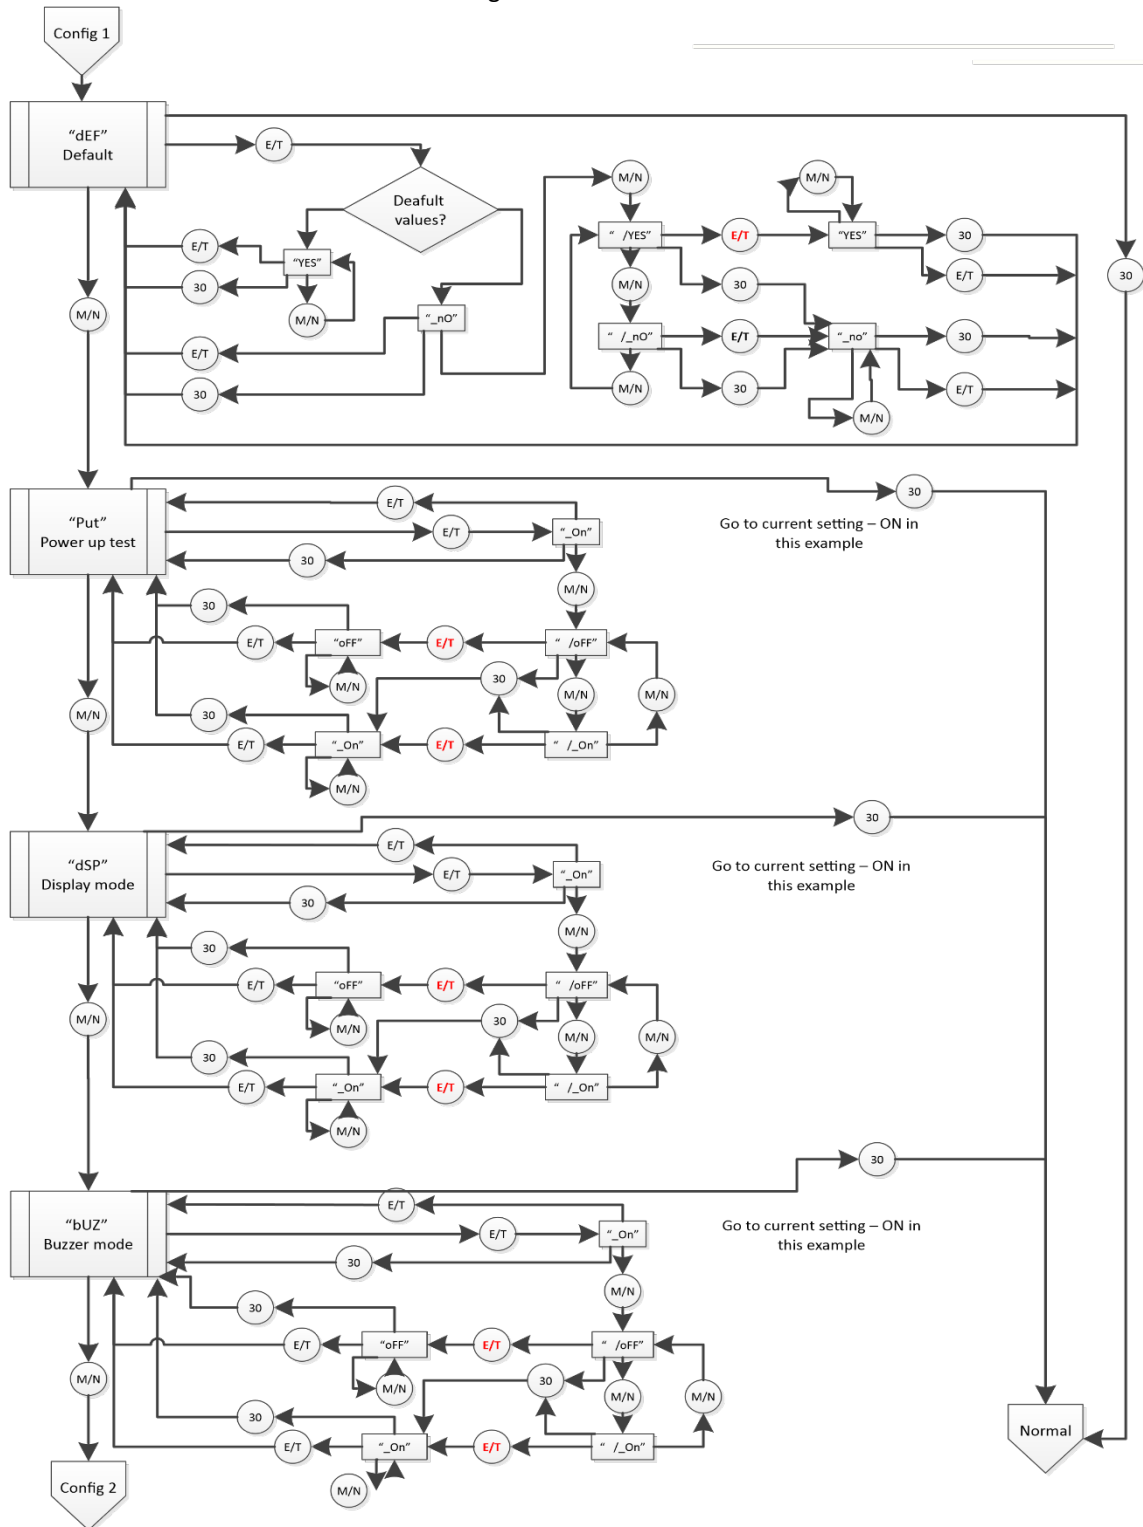 Config 1
“dEF”
Default
E/T
Deafult
values?
M/N
M/N
“ /YES”
E/T
“YES”
30
E/T
“YES”
E/T
30
M/N
30
30
M/N
M/N
“_nO”
E/T
“ /_nO”
E/T
“_no”
30
30
M/N
30
E/T
M/N
“Put”
Power up test
E/T
30
E/T
“_On”
Go to current setting – ON in
this example
30
M/N
30
E/T
“oFF”
E/T
“ /oFF”
30
M/N
M/N
M/N
M/N
30
E/T
“_On”
E/T
“ /_On”
M/N
30
“dSP”
Display mode
E/T
E/T
“_On”
Go to current setting – ON in
this example
30
M/N
30
E/T
“oFF”
E/T
“ /oFF”
M/N
M/N
30
M/N
M/N
30
E/T
“_On”
E/T
“ /_On”
M/N
30
“bUZ”
Buzzer mode
E/T
E/T
“_On”
Go to current setting – ON in
this example
30
M/N
30
E/T
“oFF”
E/T
“ /oFF”
M/N
M/N
30
M/N
M/N
30
E/T
“_On”
E/T
“ /_On”
Normal
Config 2
M/N